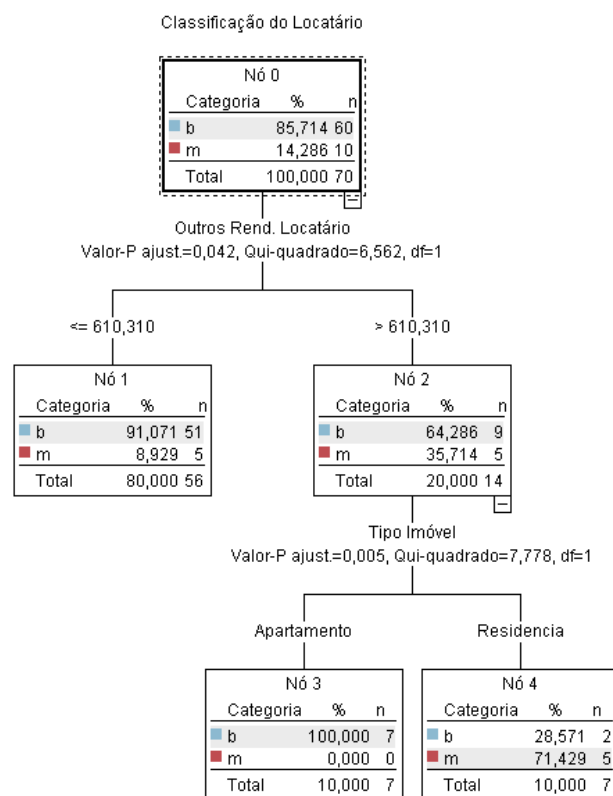 Classificação do Locatário
Nó 0
Categoria % n
b 85,714 60
m 14,286 10
Total 100,000 70
Outros Rend. Locatário
Valor-P ajust.=0,042, Qui-quadrado=6,562, df=1
<= 610,310
> 610,310
Nó 1
Categoria % n
b 91,071 51
m 8,929 5
Total 80,000 56
Nó 2
Categoria % n
b 64,286 9
m 35,714 5
Total 20,000 14
Tipo Imóvel
Valor-P ajust.=0,005, Qui-quadrado=7,778, df=1
Apartamento
Residencia
Nó 3
Categoria % n
b 100,000 7
m 0,000 0
Total 10,000 7
Nó 4
Categoria % n
b 28,571 2
m 71,429 5
Total 10,000 7